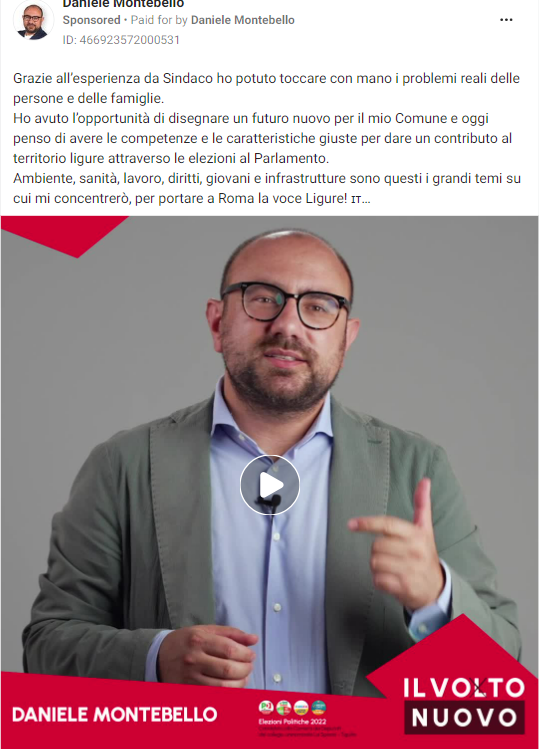 Daniele Montebello
Sponsored • Paid for by Daniele Montebello
ID: 466923572000531
Grazie all'esperienza da Sindaco ho potuto toccare con mano i problemi reali delle
persone e delle famiglie.
Ho avuto l'opportunità di disegnare un futuro nuovo per il mio Comune e oggi
penso di avere le competenze e le caratteristiche giuste per dare un contributo al
territorio ligure attraverso le elezioni al Parlamento.
Ambiente, sanità, lavoro, diritti, giovani e infrastrutture sono questi i grandi temi su
cui mi concentrerò, per portare a Roma la voce Ligure! ɪᴛ...
IL VOLTO
NUOVO
DANIELE MONTEBELLO
Elezioni Politiche 2022